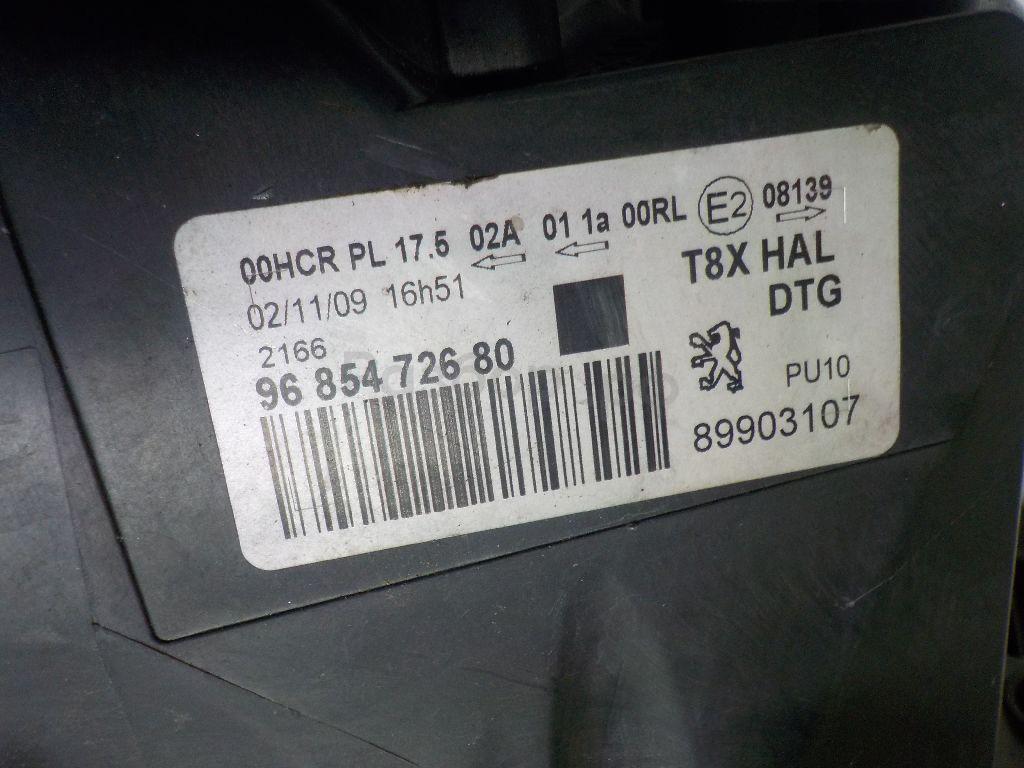 00HCR PL 17.5 02A 01 1a 00RL E2 08139
02/11/09 16h51
T8X HAL
DTG
2166
96 854 726 80
PU10
89903107